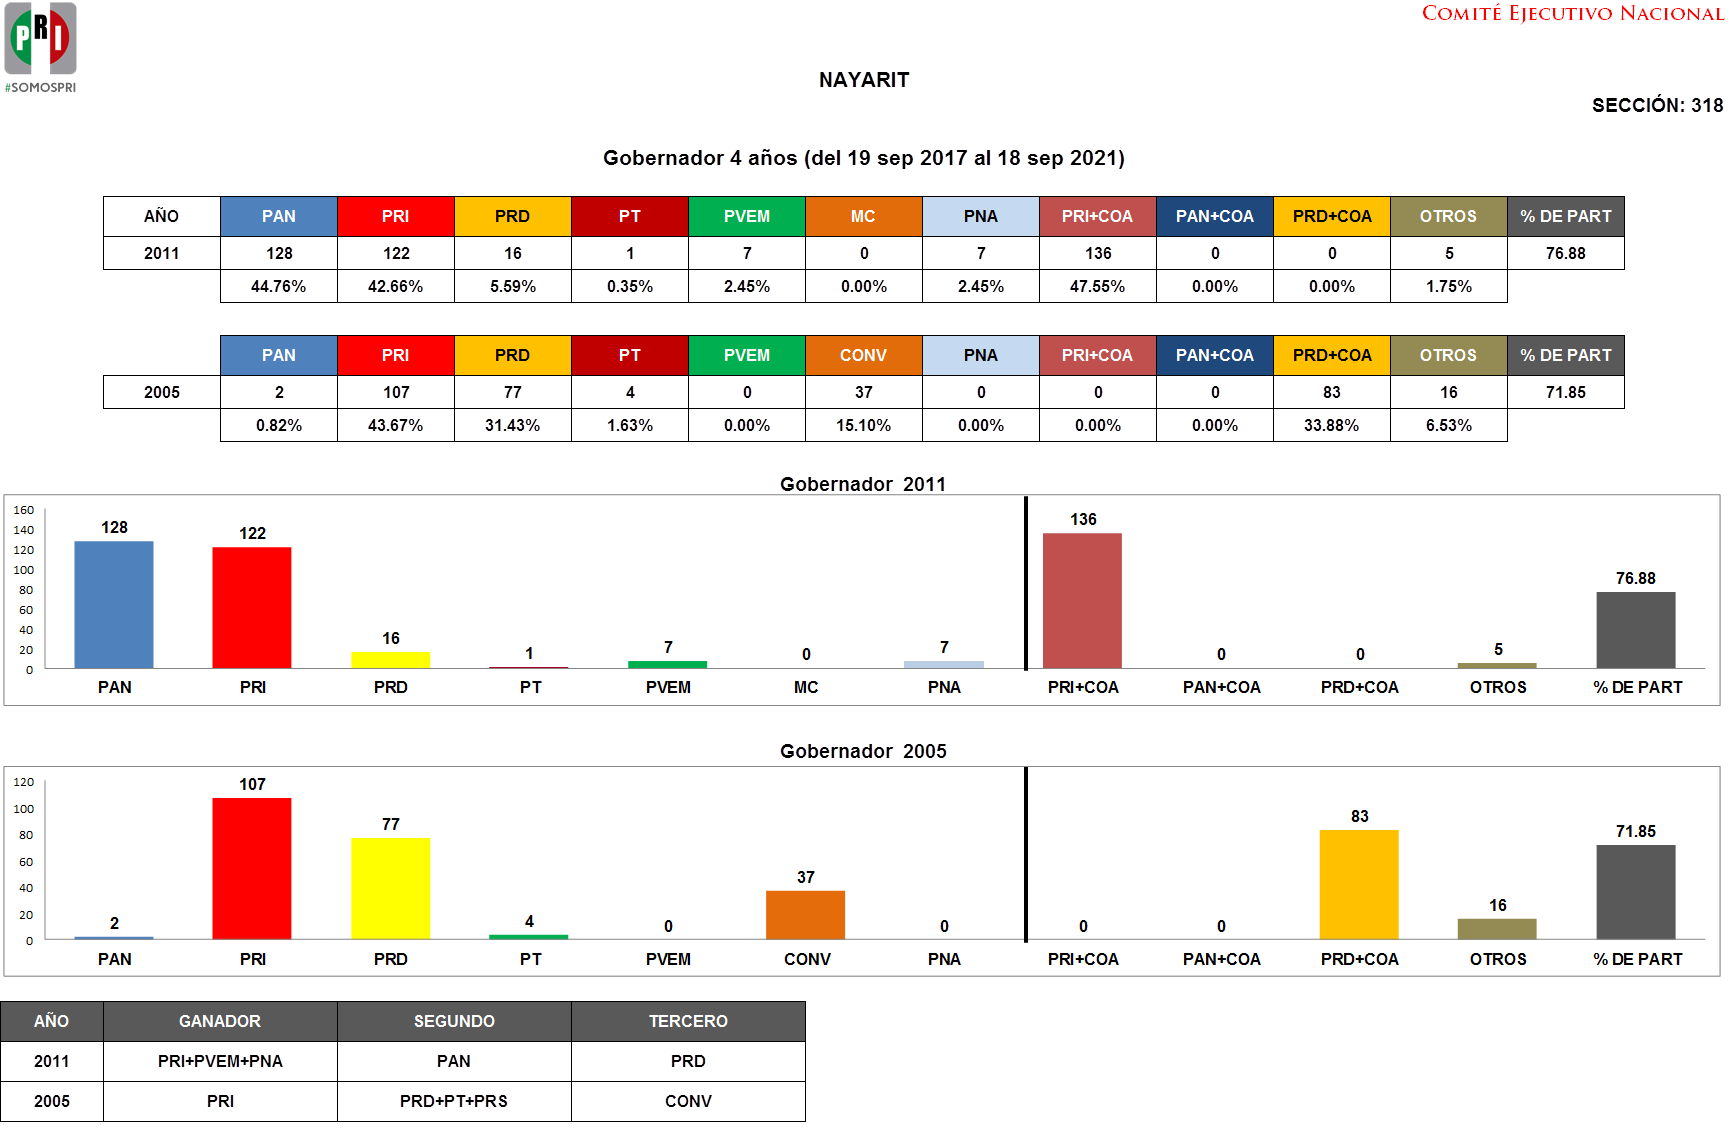 PRI
#SOMOSPRI
COMITÉ EJECUTIVO NACIONAL
NAYARIT
SECCIÓN: 318
Gobernador 4 años (del 19 sep 2017 al 18 sep 2021)
AÑO PAN PRI PRD PT PVEM MC PNA PRI+COA PAN+COA PRD+COA OTROS % DE PART
2011 128 122 16 1 7 0 7 136 0 0 5 76.88
44.76% 42.66% 5.59% 0.35% 2.45% 0.00% 2.45% 47.55% 0.00% 0.00% 1.75%
PAN PRI PRD PT PVEM CONV PNA PRI+COA PAN+COA PRD+COA OTROS % DE PART
2005 2 107 77 4 0 37 0 0 0 83 16 71.85
0.82% 43.67% 31.43% 1.63% 0.00% 15.10% 0.00% 0.00% 0.00% 33.88% 6.53%
Gobernador 2011
160
140
120
100
80
60
40
20
0
128 122 16 1 7 0 7 136 0 0 5 76.88
PAN PRI PRD PT PVEM MC PNA PRI+COA PAN+COA PRD+COA OTROS % DE PART
Gobernador 2005
120
100
80
60
40
20
0
2 107 77 4 0 37 0 0 0 83 16 71.85
PAN PRI PRD PT PVEM CONV PNA PRI+COA PAN+COA PRD+COA OTROS % DE PART
AÑO GANADOR SEGUNDO TERCERO
2011 PRI+PVEM+PNA PAN PRD
2005 PRI PRD+PT+PRS CONV